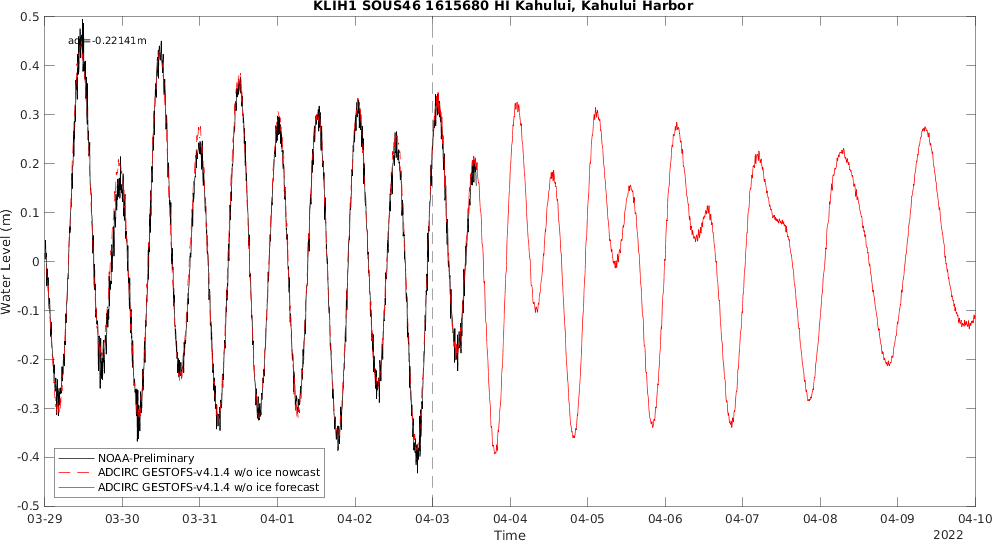 KLIH1 SOUS46 1615680 HI Kahului, Kahului Harbor
0.5
0.4
0.3
0.2
0.1
0
-0.1
-0.2
-0.3
-0.4
-0.5
Water Level (m)
=-0.22141m
NOAA-Preliminary
ADCIRC GESTOFS-v4.1.4 w/o ice nowcast
ADCIRC GESTOFS-v4.1.4 w/o ice forecast
03-29 03-30 03-31 04-01 04-02 04-03 04-04 04-05 04-06 04-07 04-08 04-09 04-10
Time
2022